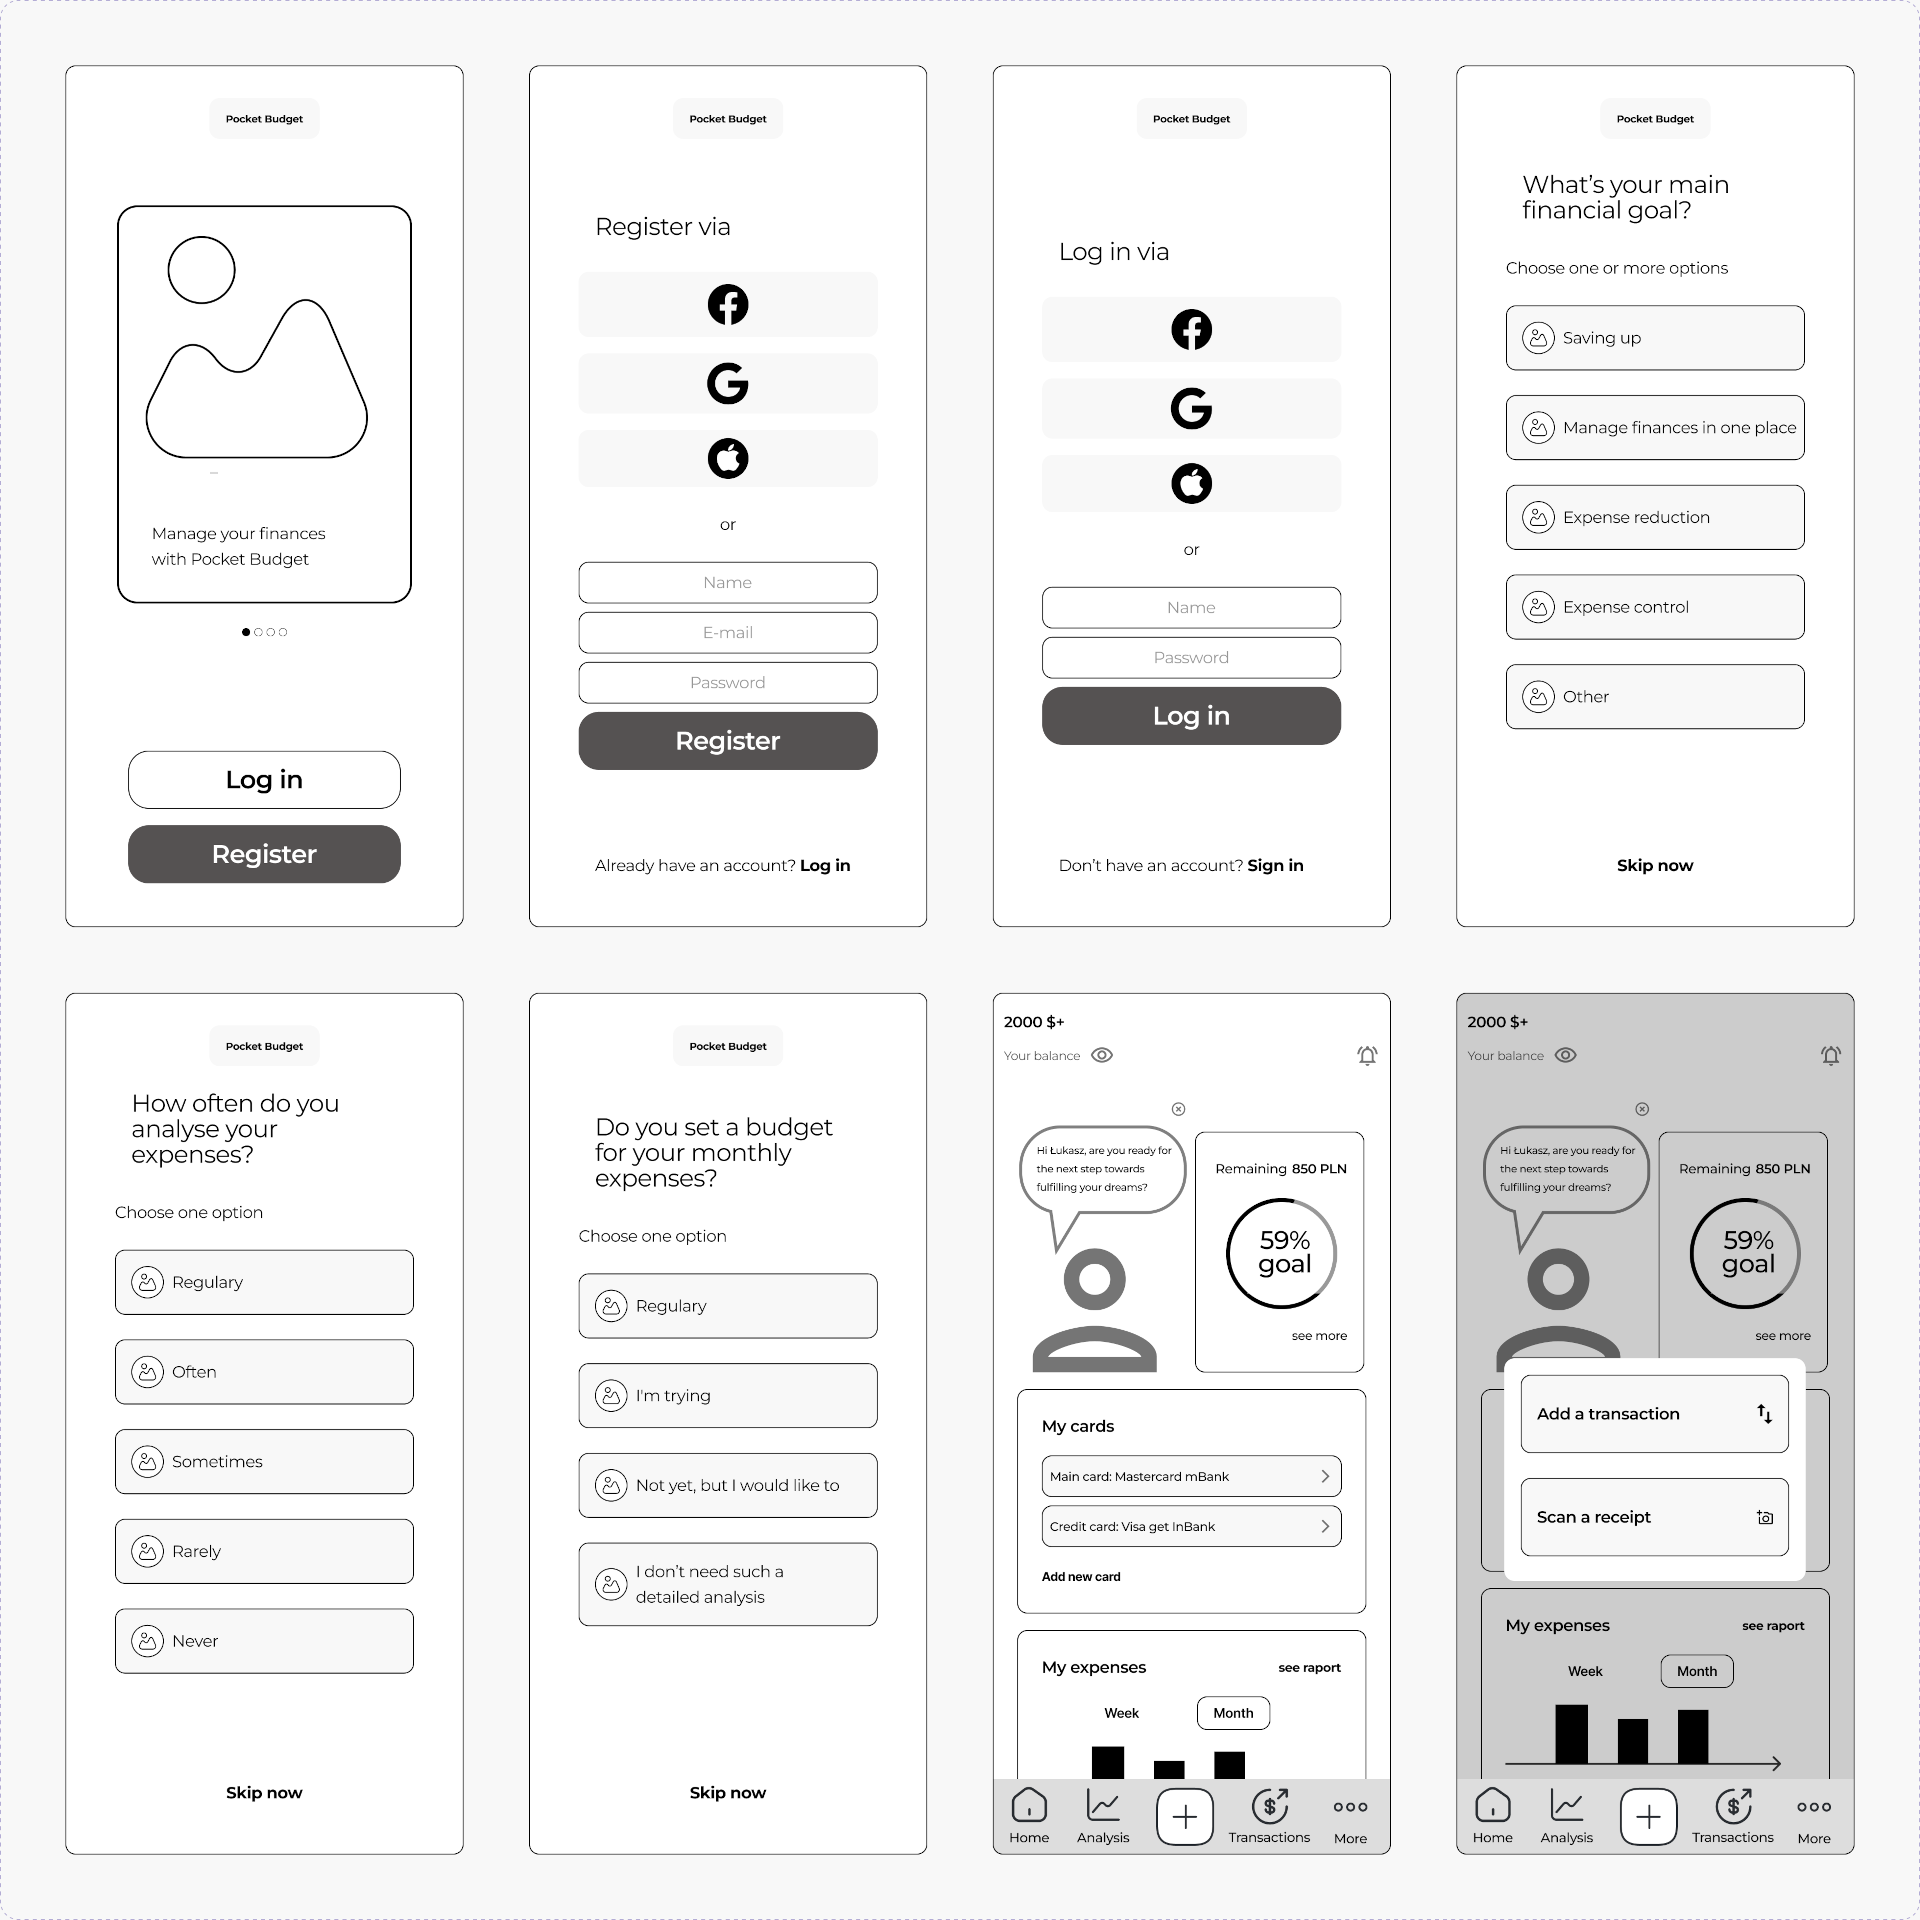 Pocket Budget
Manage your finances
with Pocket Budget
Log in
Register
Pocket Budget
Register via
or
Name
E-mail
Password
Register
Already have an account? Log in
Pocket Budget
Log in via
or
Name
Password
Log in
Don't have an account? Sign in
Pocket Budget
What's your main
financial goal?
Choose one or more options
Saving up
Manage finances in one place
Expense reduction
Expense control
Other
Skip now
Pocket Budget
How often do you
analyse your
expenses?
Choose one option
Regulary
Often
Sometimes
Rarely
Never
Skip now
Pocket Budget
Do you set a budget
for your monthly
expenses?
Choose one option
Regulary
I'm trying
Not yet, but I would like to
I don't need such a
detailed analysis
Skip now
2000 $+
Your balance
Hi Łukasz, are you ready for
the next step towards
fulfilling your dreams?
Remaining 850 PLN
59%
goal
see more
My cards
Main card: Mastercard mBank
Credit card: Visa get InBank
Add new card
My expenses see raport
Week Month
Home Analysis Transactions More
2000 $+
Your balance
Hi Łukasz, are you ready for
the next step towards
fulfilling your dreams?
Remaining 850 PLN
59%
goal
see more
Add a transaction
Scan a receipt
My expenses see raport
Week Month
Home Analysis Transactions More